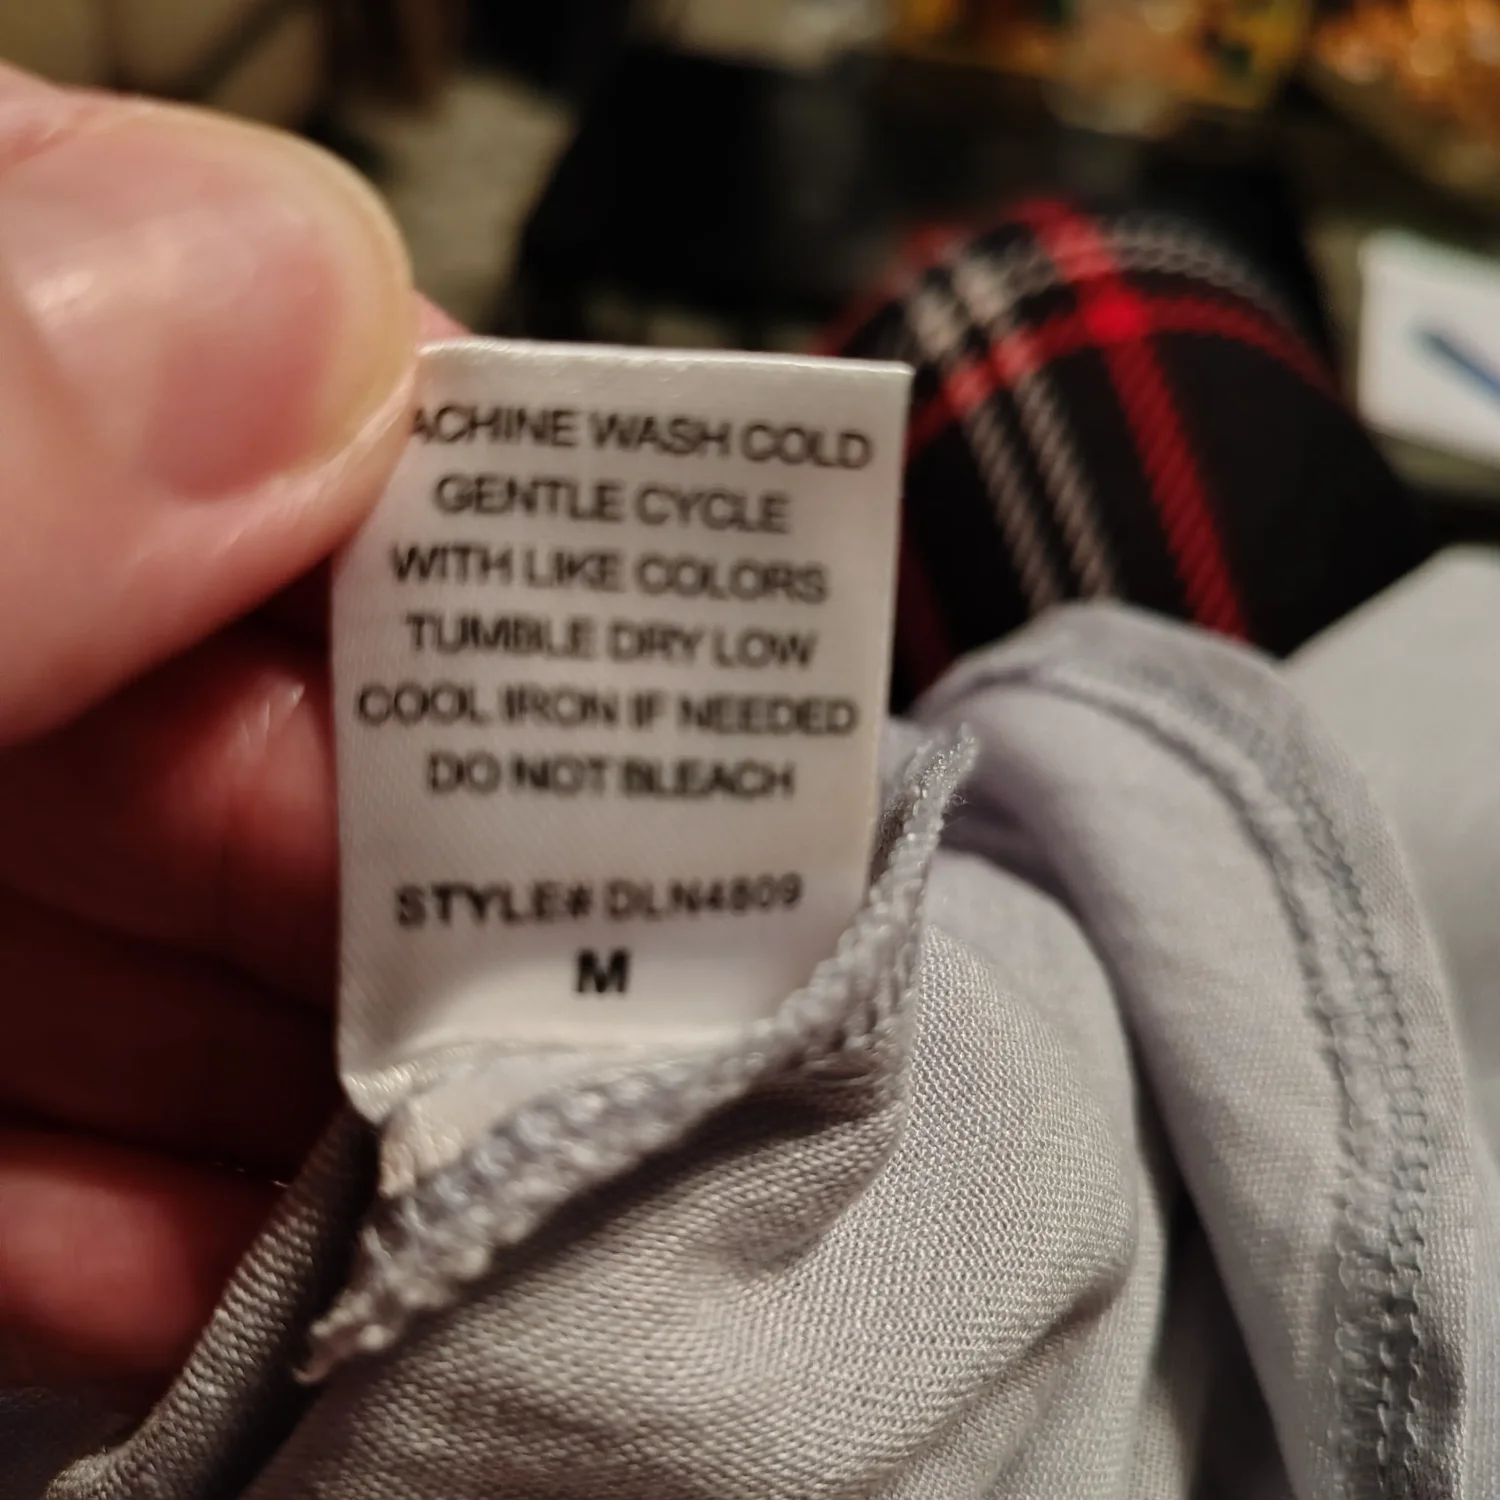 ACHINE WASH COLD
GENTLE CYCLE
WITH LIKE COLORS
TUMBLE DRY LOW
COOL IRON IF NEEDED
DO NOT BLEACH
STYLE# DLN4809
M